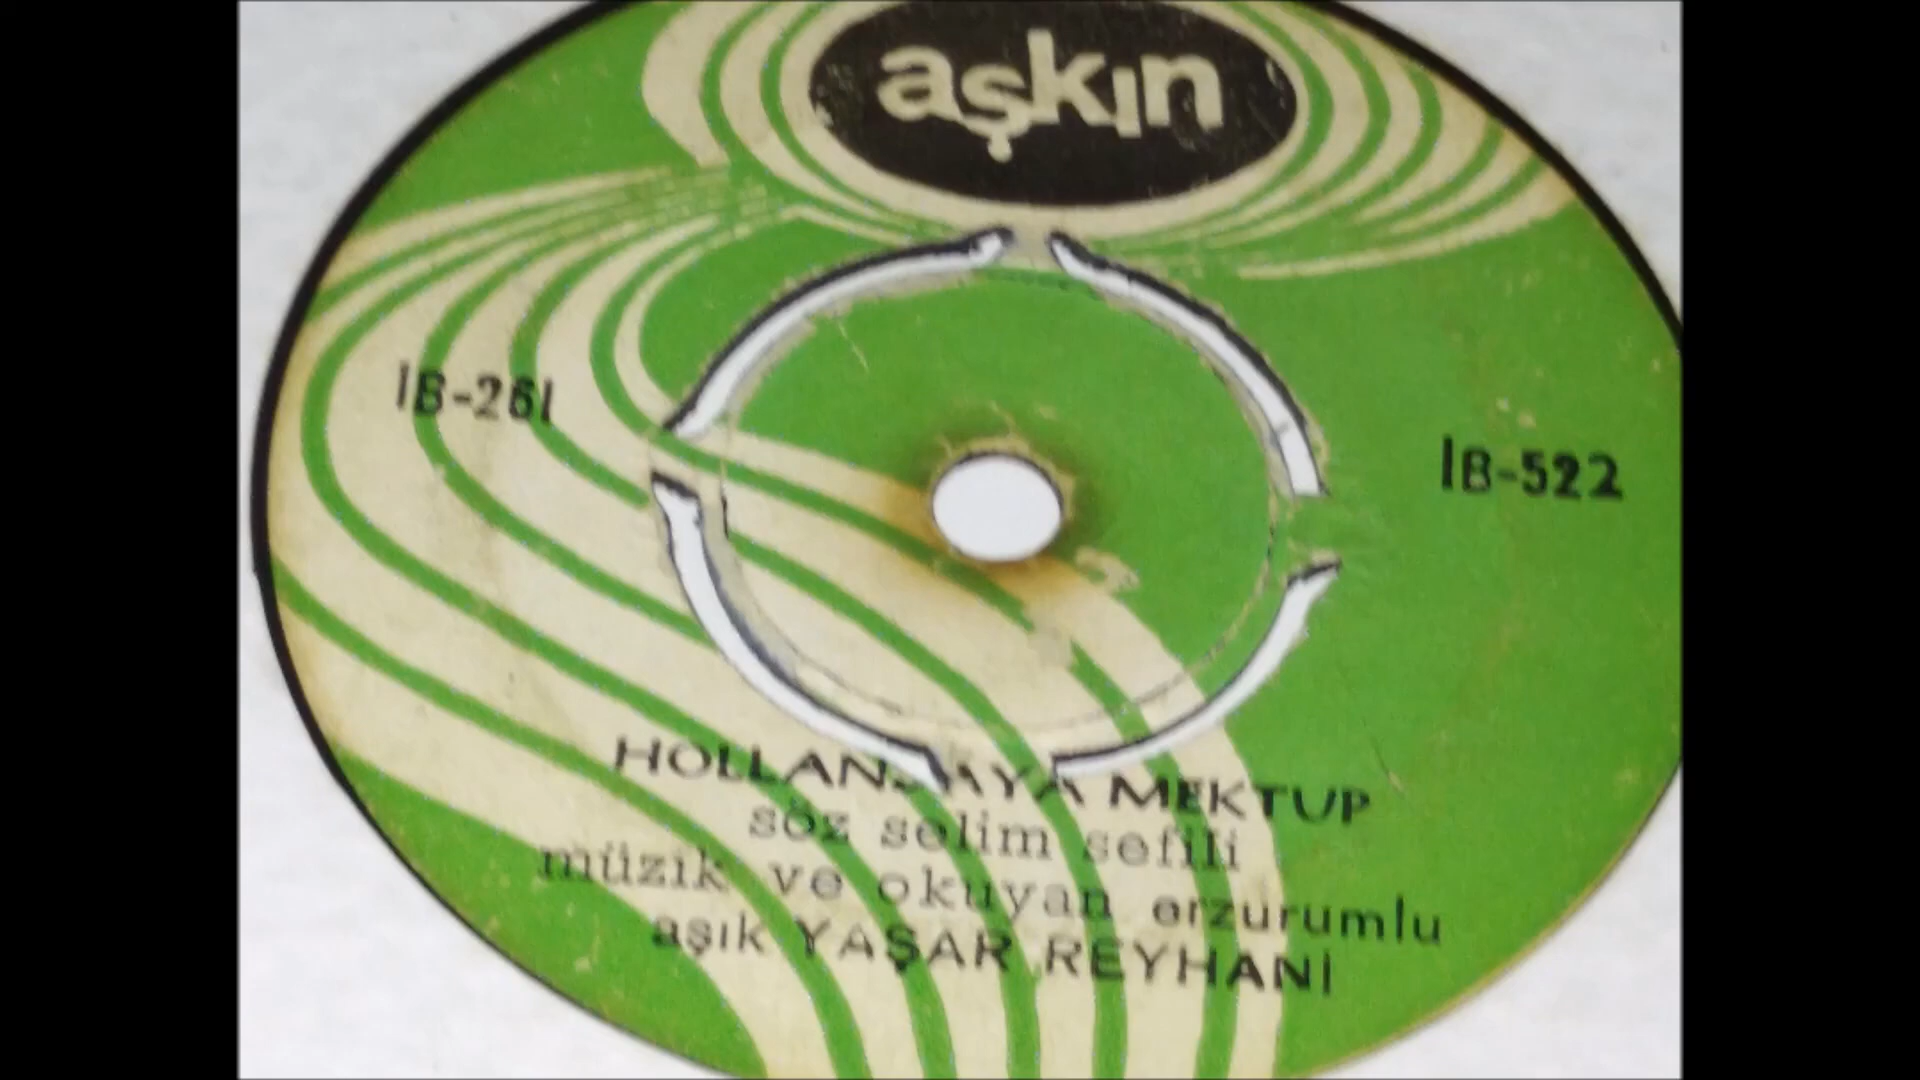 aşkın
IB-261
IB-522
HOLLANDAYA MEKTUP
söz selim sefili
müzik ve okuyan erzurumlu
aşık YAŞAR REYHANİ